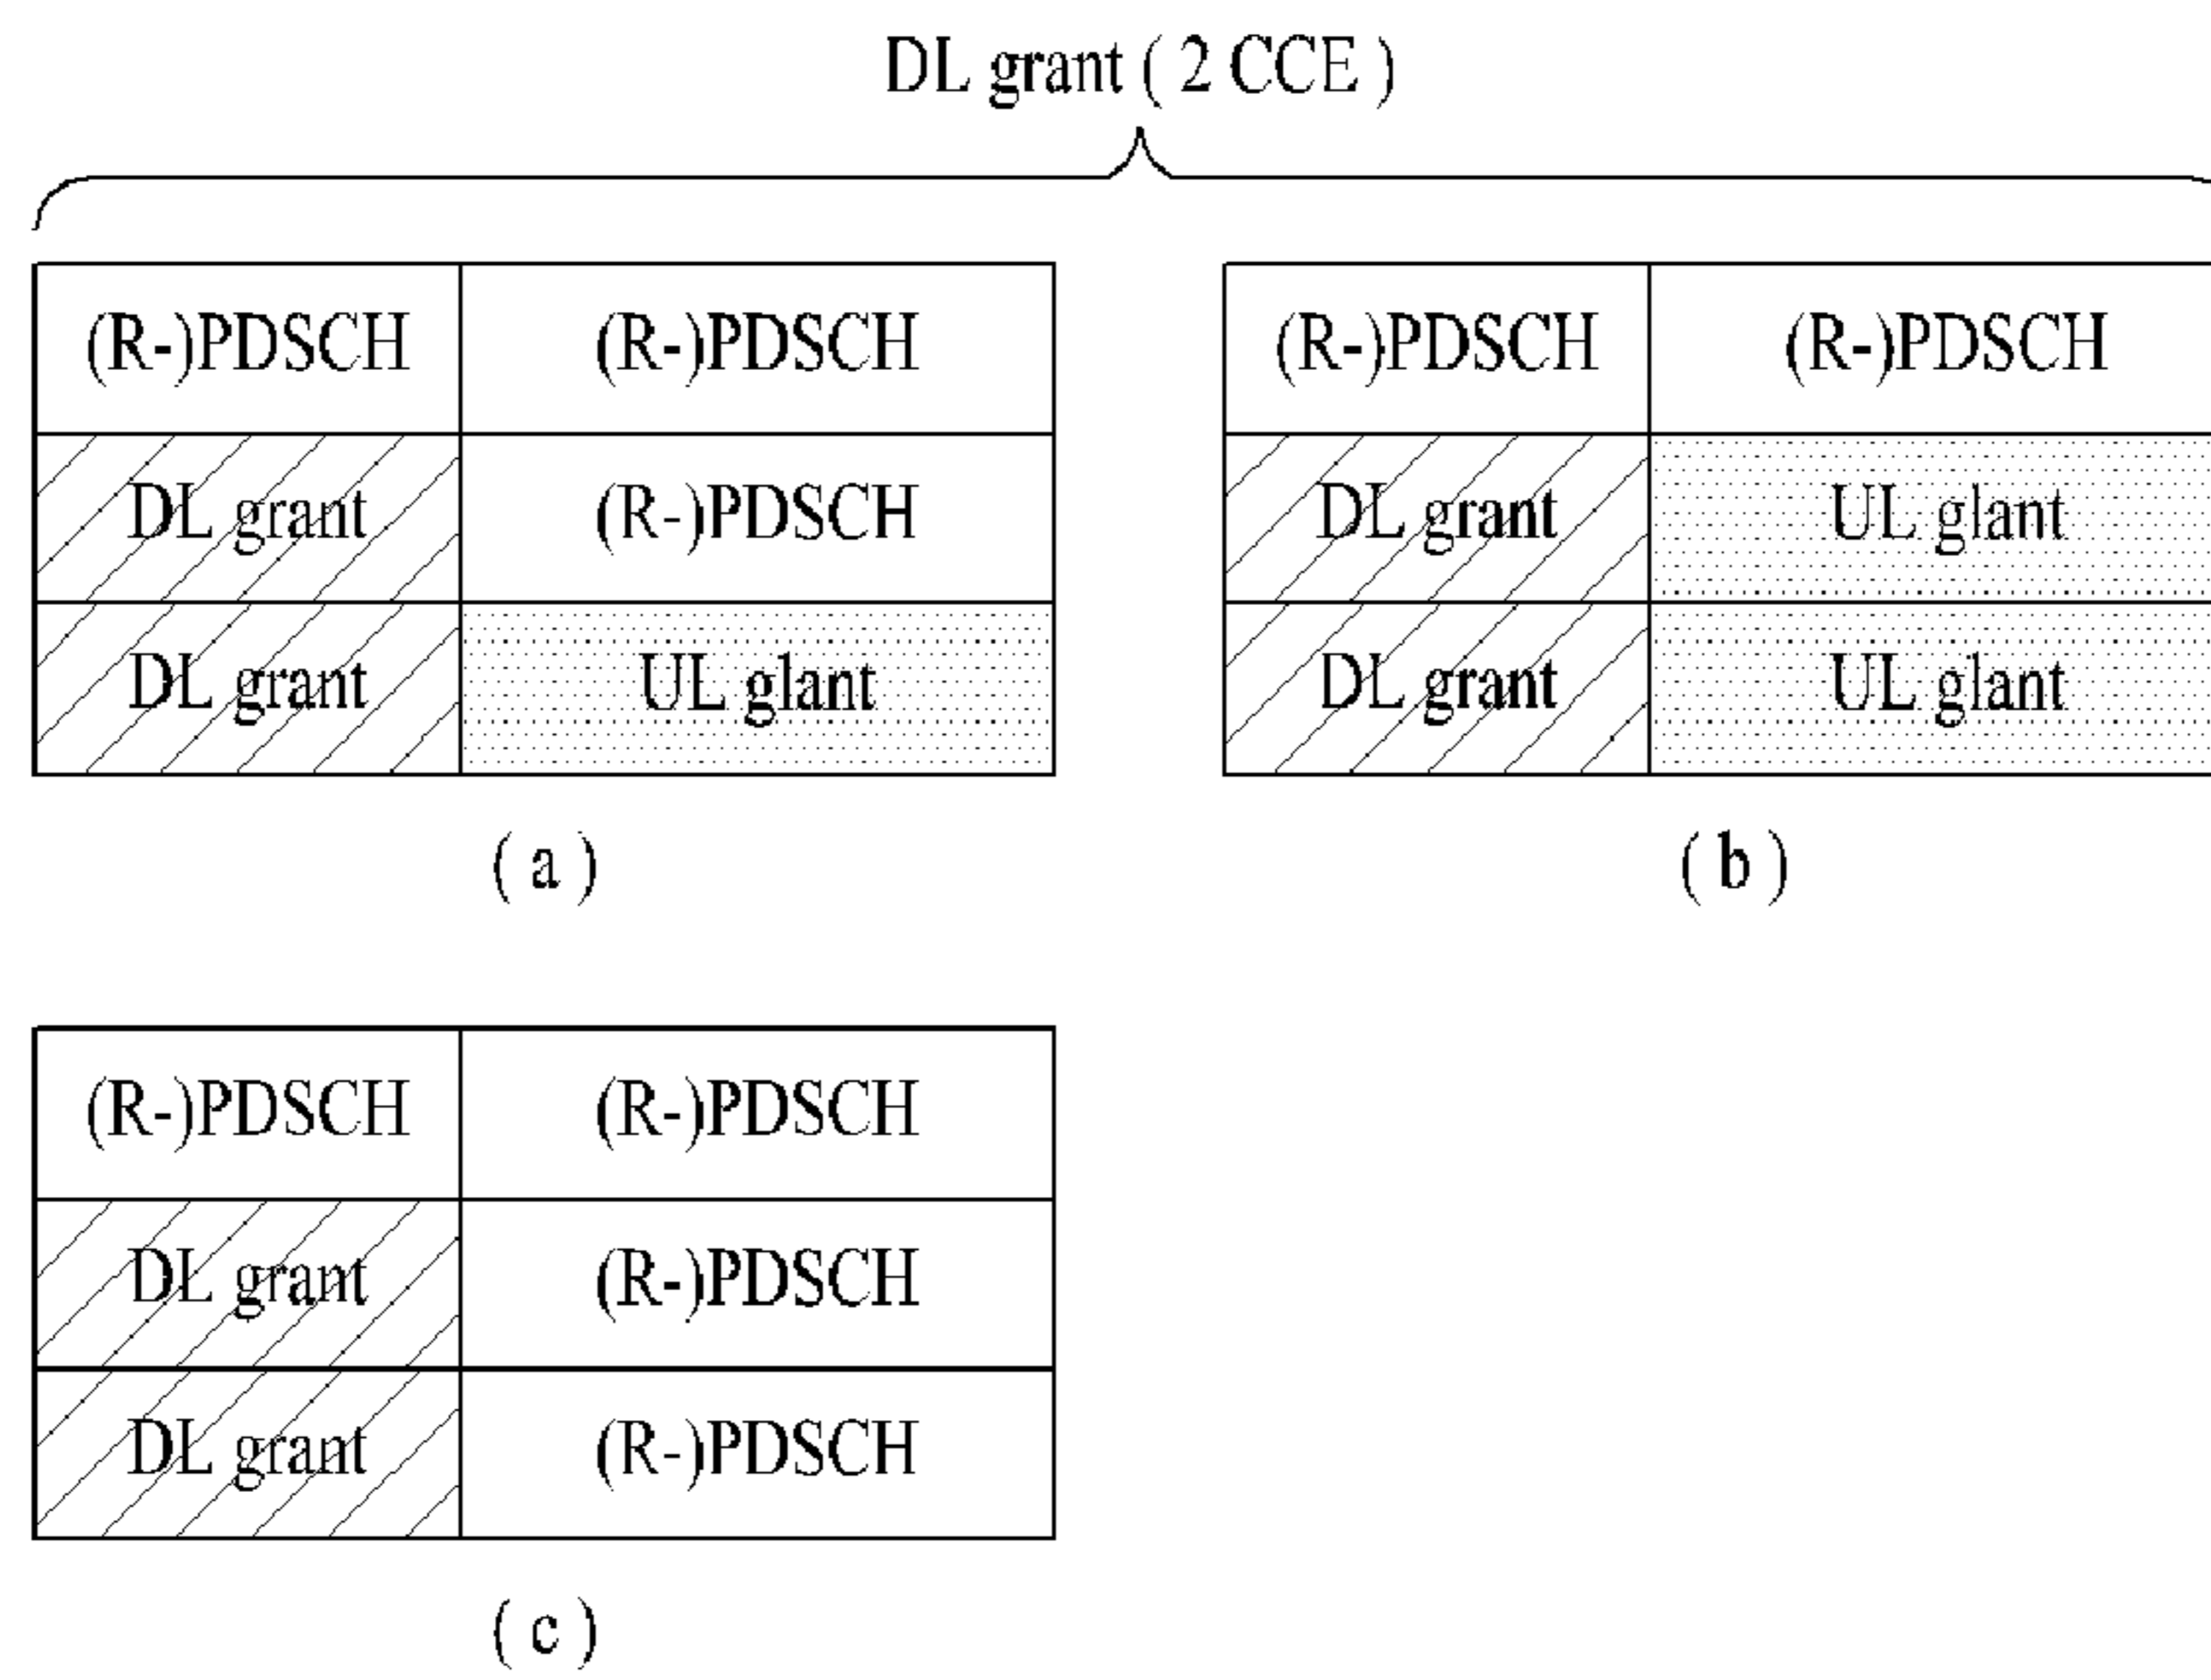 DL grant ( 2 CCE )
(R-)PDSCH (R-)PDSCH
DL grant (R-)PDSCH
DL grant UL glant
( a )
(R-)PDSCH (R-)PDSCH
DL grant UL glant
DL grant UL glant
( b )
(R-)PDSCH (R-)PDSCH
DL grant (R-)PDSCH
DL grant (R-)PDSCH
( c )